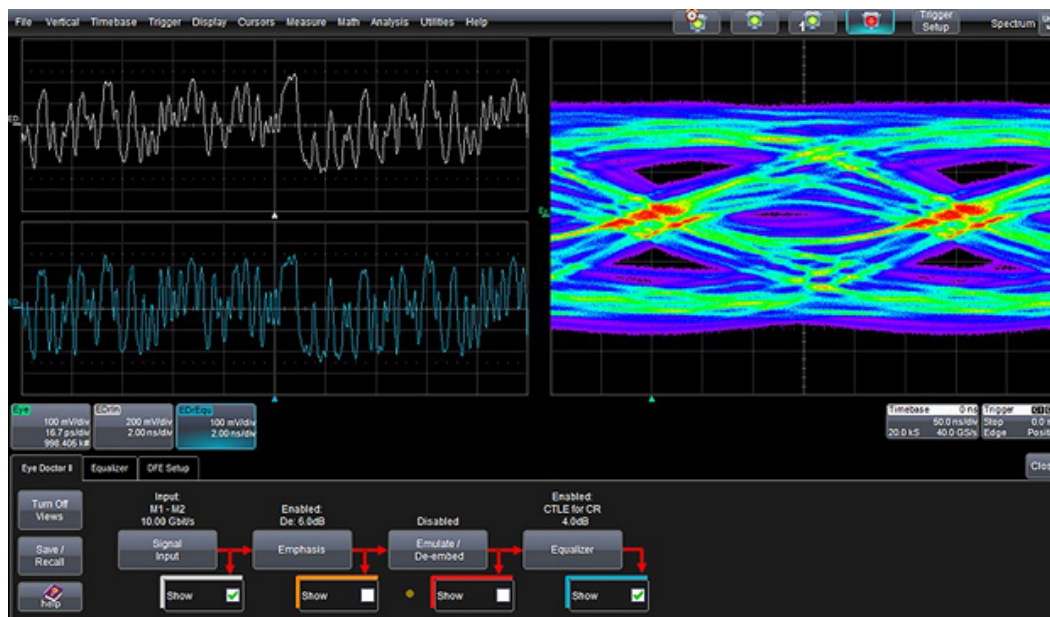 File Vertical Timebase Trigger Display Cursors Measure Math Analysis Utilities Help
1
Trigger
Setup
Spectrum
Eye
100 mV/div
16.7 ps/div
998.405 k#
EDrIn
200 mV/div
2.00 ns/div
EDrEqu
100 mV/div
2.00 ns/div
Timebase 0 ns
50.0 ns/div
20.0 kS 40.0 GS/s
Trigger
Stop
Edge
Eye Doctor II
Equalizer
DFE Setup
Turn Off
Views
Save /
Recall
help
Input:
M1 - M2
10.00 Gbit/s
Signal
Input
Show
Enabled:
De: 6.0dB
Emphasis
Show
Disabled
Emulate /
De-embed
Show
Enabled:
CTLE for CR
4.0dB
Equalizer
Show